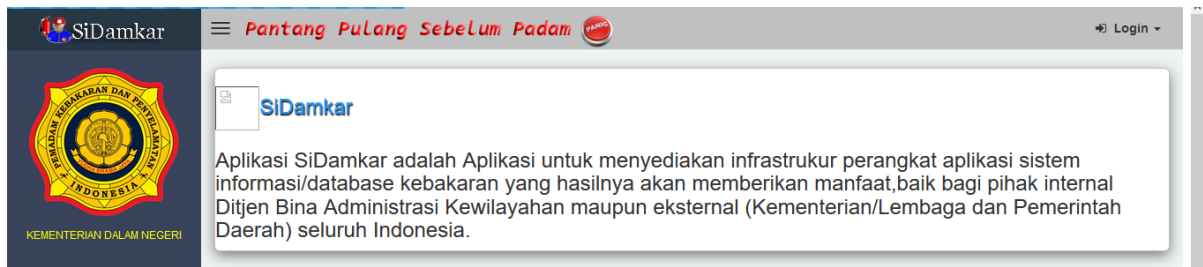 SiDamkar
Pantang Pulang Sebelum Padam
PANIC
Login
PEMADAM KEBAKARAN DAN PENYELAMATAN
INDONESIA
KEMENTERIAN DALAM NEGERI
SiDamkar
Aplikasi SiDamkar adalah Aplikasi untuk menyediakan infrastrukur perangkat aplikasi sistem
informasi/database kebakaran yang hasilnya akan memberikan manfaat,baik bagi pihak internal
Ditjen Bina Administrasi Kewilayahan maupun eksternal (Kementerian/Lembaga dan Pemerintah
Daerah) seluruh Indonesia.